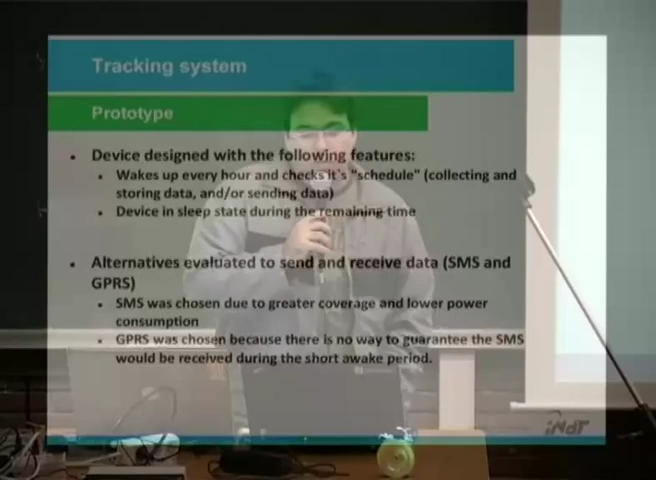 Tracking system
Prototype
• Device designed with the following features:
• Wakes up every hour and checks it's "schedule" (collecting and
storing data, and/or sending data)
• Device in sleep state during the remaining time
• Alternatives evaluated to send and receive data (SMS and
GPRS)
• SMS was chosen due to greater coverage and lower power
consumption
• GPRS was chosen because there is no way to guarantee the SMS
would be received during the short awake period.
iNdT